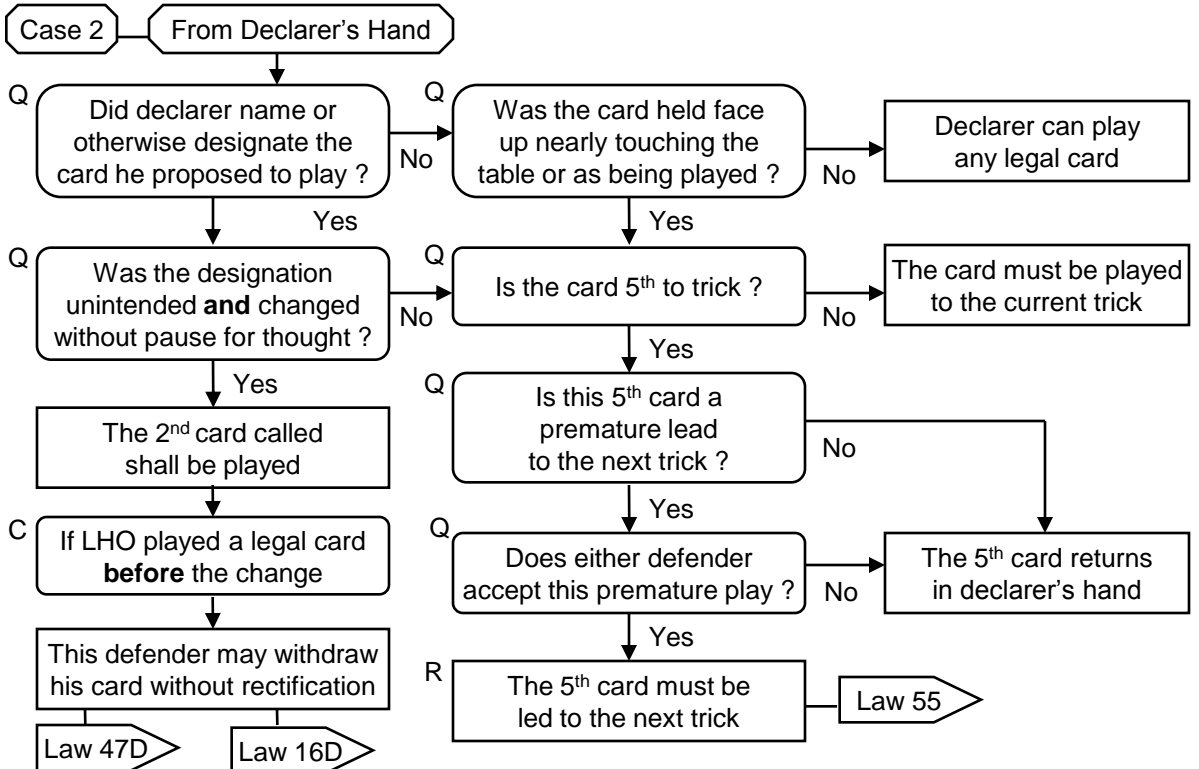 Case 2
From Declarer's Hand
Q
Did declarer name or
otherwise designate the
card he proposed to play ?
No
Q
Was the card held face
up nearly touching the
table or as being played ?
No
Declarer can play
any legal card
Yes
Yes
Q
Was the designation
unintended and changed
without pause for thought ?
No
Q
Is the card 5th to trick ?
No
The card must be played
to the current trick
Yes
Yes
The 2nd card called
shall be played
Q
Is this 5th card a
premature lead
to the next trick ?
No
Yes
C
If LHO played a legal card
before the change
Q
Does either defender
accept this premature play ?
No
The 5th card returns
in declarer's hand
Yes
This defender may withdraw
his card without rectification
R
The 5th card must be
led to the next trick
Law 55
Law 47D
Law 16D